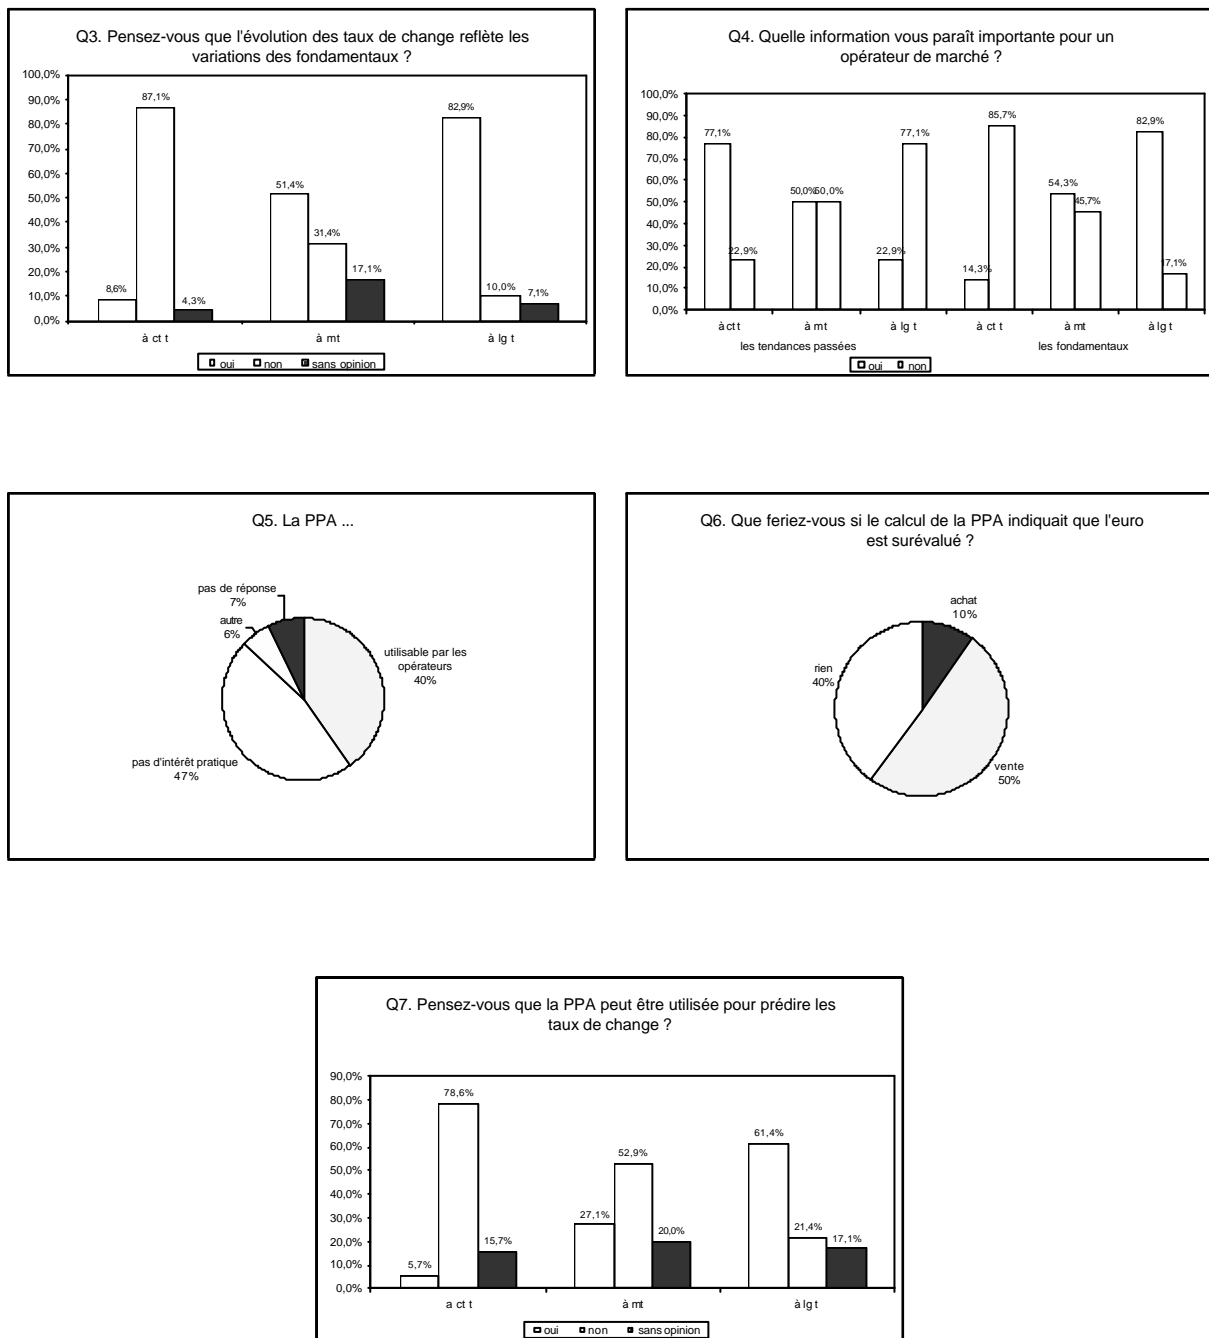 Q3. Pensez-vous que l'évolution des taux de change reflète les
variations des fondamentaux ?
100,0%
90,0%
80,0%
70,0%
60,0%
50,0%
40,0%
30,0%
20,0%
10,0%
0,0%
8,6%
87,1%
4,3%
51,4%
31,4%
17,1%
82,9%
10,0%
7,1%
à ct t
à mt
à lg t
oui non sans opinion
Q4. Quelle information vous paraît importante pour un
opérateur de marché ?
100,0%
90,0%
80,0%
70,0%
60,0%
50,0%
40,0%
30,0%
20,0%
10,0%
0,0%
77,1%
22,9%
50,0%
50,0%
22,9%
77,1%
14,3%
85,7%
54,3%
45,7%
82,9%
17,1%
à ct t
à mt
à lg t
à ct t
à mt
à lg t
les tendances passées
les fondamentaux
oui non
Q5. La PPA ...
pas de réponse
7%
autre
6%
utilisable par les
opérateurs
40%
pas d'intérêt pratique
47%
Q6. Que feriez-vous si le calcul de la PPA indiquait que l'euro
est surévalué ?
achat
10%
rien
40%
vente
50%
Q7. Pensez-vous que la PPA peut être utilisée pour prédire les
taux de change ?
90,0%
80,0%
70,0%
60,0%
50,0%
40,0%
30,0%
20,0%
10,0%
0,0%
5,7%
78,6%
15,7%
27,1%
52,9%
20,0%
61,4%
21,4%
17,1%
a ct t
à mt
à lg t
oui non sans opinion